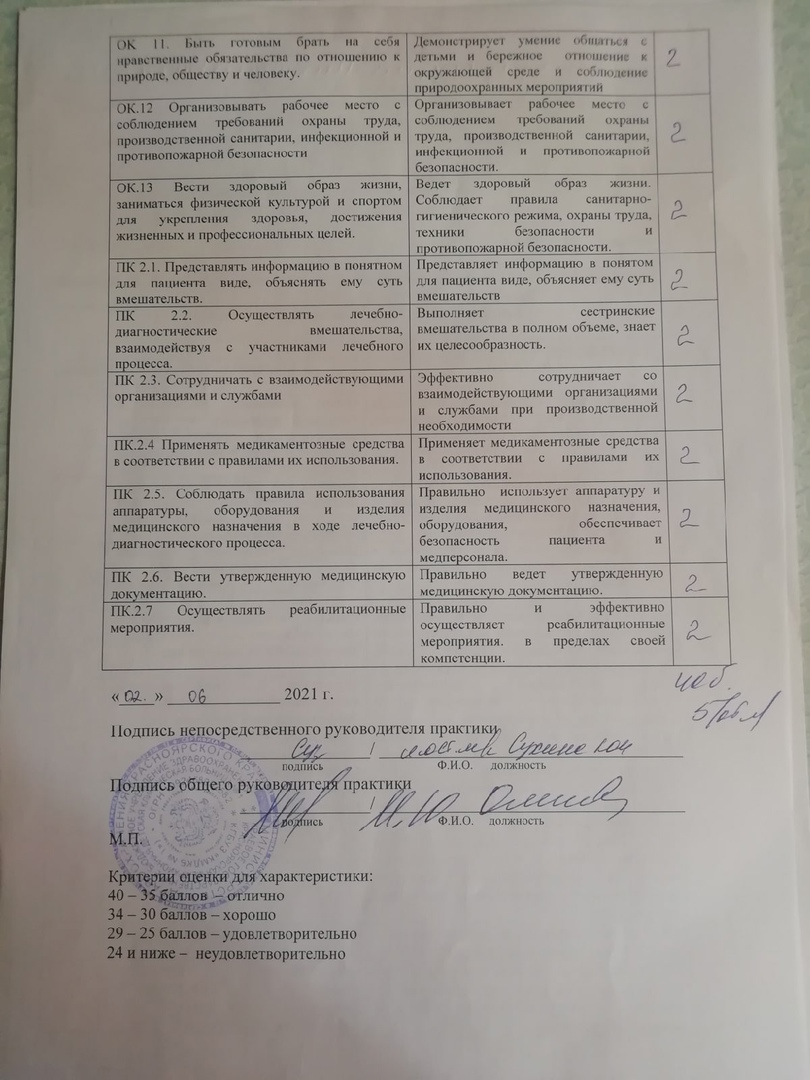 ОК 11. Быть готовым брать на себя
нравственные обязательства по отношению к
природе, обществу и человеку.
Демонстрирует умение общаться с
детьми и бережное отношение к
окружающей среде и соблюдение
природоохранных мероприятий
2
ОК.12 Организовывать рабочее место с
соблюдением требований охраны труда,
производственной санитарии, инфекционной и
противопожарной безопасности
Организовывает рабочее место с
соблюдением требований охраны
труда, производственной санитарии,
инфекционной и противопожарной
безопасности.
2
ОК.13 Вести здоровый образ жизни,
заниматься физической культурой и спортом
для укрепления здоровья, достижения
жизненных и профессиональных целей.
Ведет здоровый образ жизни.
Соблюдает правила санитарно-
гигиенического режима, охраны труда,
техники безопасности и
противопожарной безопасности.
2
ПК 2.1. Представлять информацию в понятном
для пациента виде, объяснять ему суть
вмешательств.
Представляет информацию в понятом
для пациента виде, объясняет ему суть
вмешательств
2
ПК 2.2. Осуществлять лечебно-
диагностические вмешательства,
взаимодействуя с участниками лечебного
процесса.
Выполняет сестринские
вмешательства в полном объеме, знает
их целесообразность.
2
ПК 2.3. Сотрудничать с взаимодействующими
организациями и службами
Эффективно сотрудничает со
взаимодействующими организациями
и службами при производственной
необходимости
2
ПК.2.4 Применять медикаментозные средства
в соответствии с правилами их использования.
Применяет медикаментозные средства
в соответствии с правилами их
использования.
2
ПК 2.5. Соблюдать правила использования
аппаратуры, оборудования и изделия
медицинского назначения в ходе лечебно-
диагностического процесса.
Правильно использует аппаратуру и
изделия медицинского назначения,
оборудования, обеспечивает
безопасность пациента и
медперсонала.
2
ПК 2.6. Вести утвержденную медицинскую
документацию.
Правильно ведет утвержденную
медицинскую документацию.
2
ПК.2.7 Осуществлять реабилитационные
мероприятия.
Правильно и эффективно
осуществляет реабилитационные
мероприятия. в пределах своей
компетенции.
2
« 02. » 06 2021 г.
Подпись непосредственного руководителя практики
/
подпись Ф.И.О. должность
Подпись общего руководителя практики
/
подпись Ф.И.О. должность
М.П.
Критерии оценки для характеристики:
40 – 35 баллов – отлично
34 – 30 баллов – хорошо
29 – 25 баллов – удовлетворительно
24 и ниже – неудовлетворительно